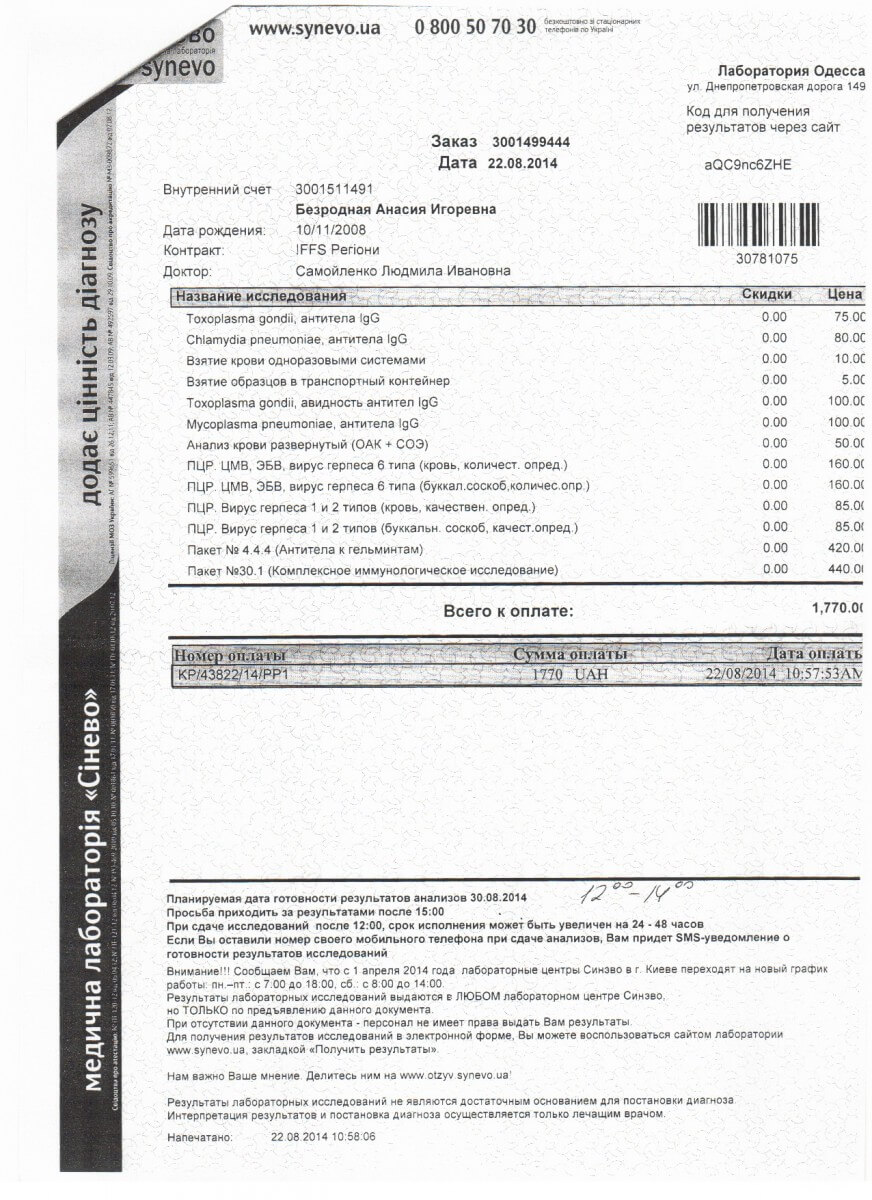 www.synevo.ua 0 800 50 70 30 безкоштовно зі стаціонарних
телефонів по Україні
synevo
Лаборатория Одесса
ул. Днепропетровская дорога 149
Код для получения
результатов через сайт
aQC9nc6ZHE
Заказ 3001499444
Дата 22.08.2014
Внутренний счет 3001511491
Безродная Анасия Игоревна
Дата рождения: 10/11/2008
Контракт: IFFS Регіони
Доктор: Самойленко Людмила Ивановна
30781075
Название исследования Скидки Цена
Toxoplasma gondii, антитела IgG 0.00 75.00
Chlamydia pneumoniae, антитела IgG 0.00 80.00
Взятие крови одноразовыми системами 0.00 10.00
Взятие образцов в транспортный контейнер 0.00 5.00
Toxoplasma gondii, авидность антител IgG 0.00 100.00
Mycoplasma pneumoniae, антитела IgG 0.00 100.00
Анализ крови развернутый (ОАК + СОЭ) 0.00 50.00
ПЦР. ЦМВ, ЭБВ, вирус герпеса 6 типа (кровь, количест. опред.) 0.00 160.00
ПЦР. ЦМВ, ЭБВ, вирус герпеса 6 типа (буккал.соскоб,количес.опр.) 0.00 160.00
ПЦР. Вирус герпеса 1 и 2 типов (кровь, качествен. опред.) 0.00 85.00
ПЦР. Вирус герпеса 1 и 2 типов (буккальн. соскоб, качест.опред.) 0.00 85.00
Пакет № 4.4.4 (Антитела к гельминтам) 0.00 420.00
Пакет №30.1 (Комплексное иммунологическое исследование) 0.00 440.00
Всего к оплате: 1,770.00
Номер оплаты Сумма оплаты Дата оплать
KP/43822/14/PP1 1770 UAH 22/08/2014 10:57:53AM
12⁰⁰-14⁰⁰
Планируемая дата готовности результатов анализов 30.08.2014
Просьба приходить за результатами после 15:00
При сдаче исследований после 12:00, срок исполнения может быть увеличен на 24 - 48 часов
Если Вы оставили номер своего мобильного телефона при сдаче анализов, Вам придет SMS-уведомление о
готовности результатов исследований
Внимание!!! Сообщаем Вам, что с 1 апреля 2014 года лабораторные центры Синэво в г. Киеве переходят на новый график
работы: пн.–пт.: с 7.00 до 18.00, сб.: с 8:00 до 14:00.
Результаты лабораторных исследований выдаются в ЛЮБОМ лабораторном центре Синэво,
но ТОЛЬКО по предъявлению данного документа.
При отсутствии данного документа - персонал не имеет права выдать Вам результаты.
Для получения результатов исследований в электронной форме, Вы можете воспользоваться сайтом лаборатории
www.synevo.ua, закладкой «Получить результаты»
Нам важно Ваше мнение. Делитесь ним на www.otzyv.synevo.ua!
Результаты лабораторных исследований не являются достаточным основанием для постановки диагноза.
Интерпретация результатов и постановка диагноза осуществляется только лечащим врачом.
Напечатано: 22.08.2014 10:58:06
додає цінність діагнозу
медична лабораторія «Сінево»